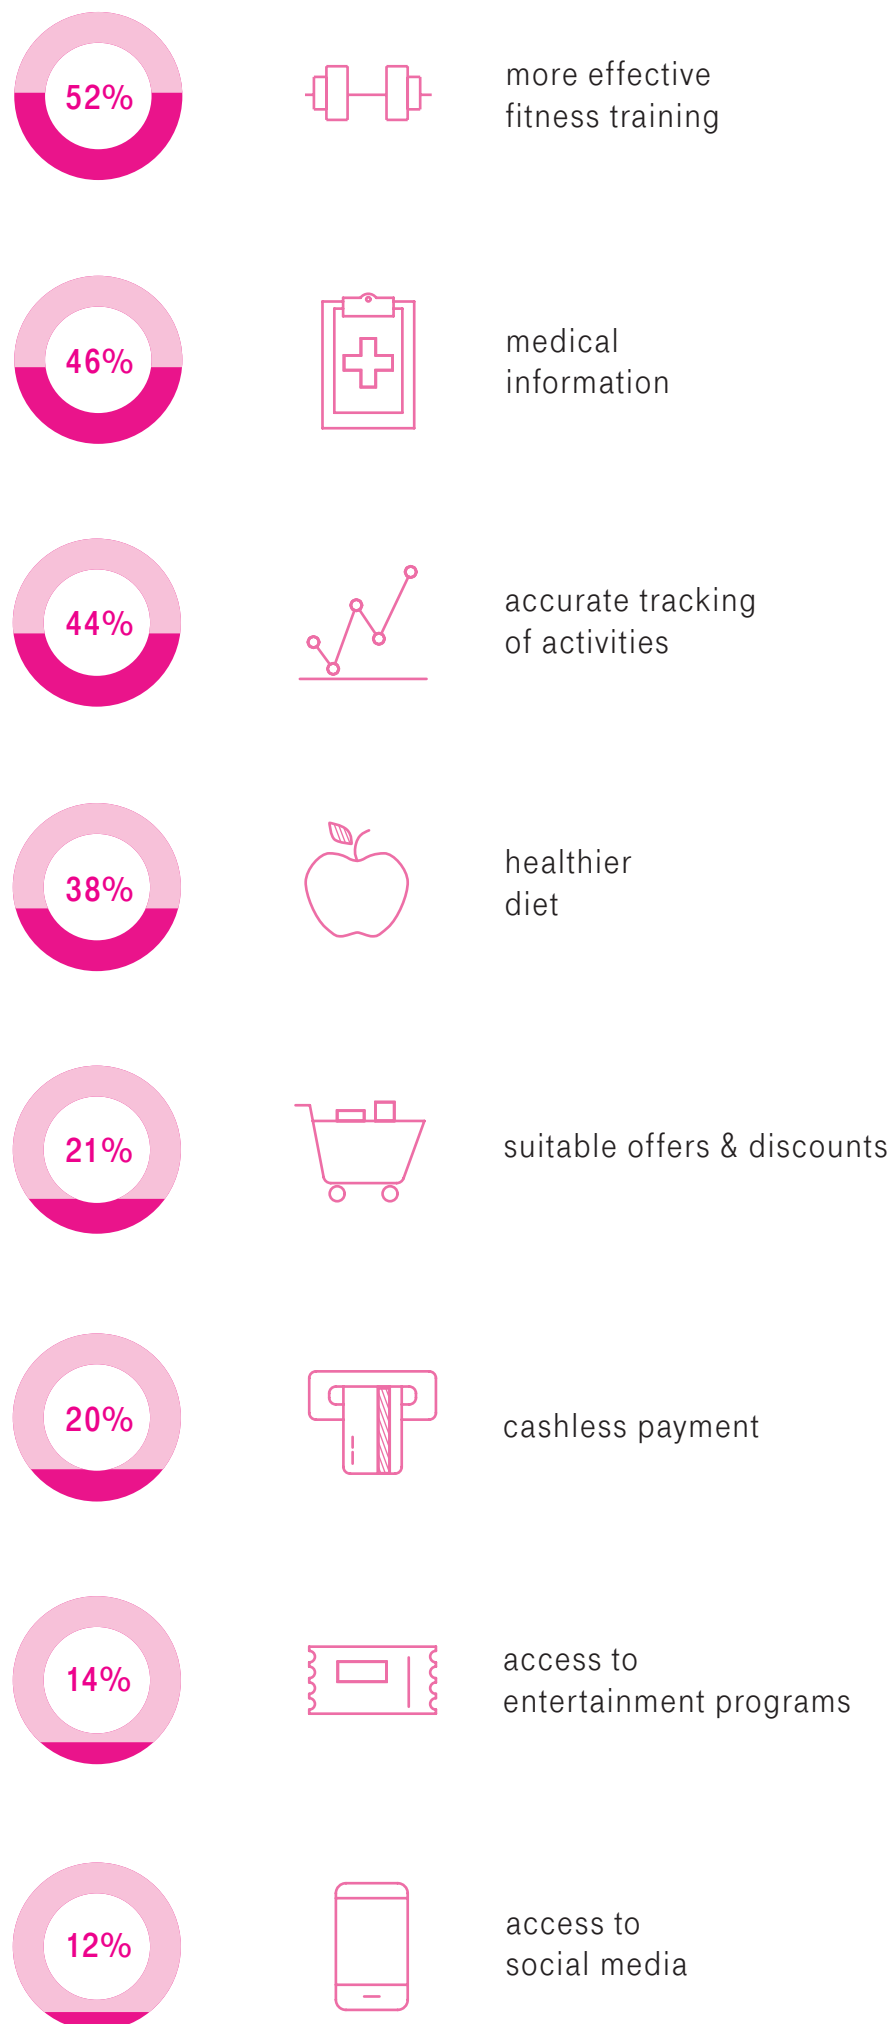 52%
more effective
fitness training
46%
medical
information
44%
accurate tracking
of activities
38%
healthier
diet
21%
suitable offers & discounts
20%
cashless payment
14%
access to
entertainment programs
12%
access to
social media